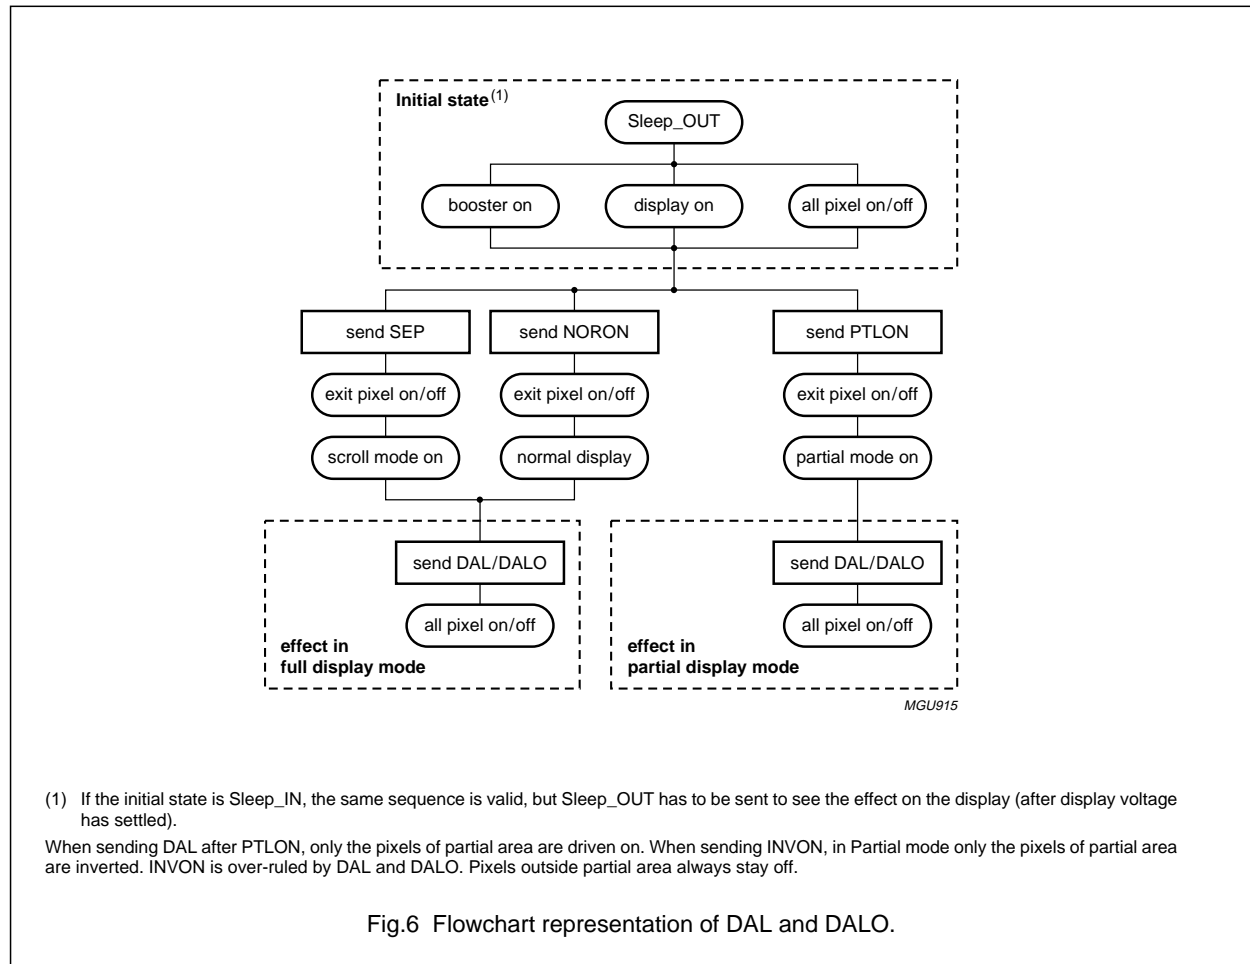 Initial state(1)
Sleep_OUT
booster on
display on
all pixel on/off
send SEP
send NORON
send PTLON
exit pixel on/off
exit pixel on/off
exit pixel on/off
scroll mode on
normal display
partial mode on
send DAL/DALO
send DAL/DALO
all pixel on/off
all pixel on/off
effect in
full display mode
effect in
partial display mode
MGU915
(1) If the initial state is Sleep_IN, the same sequence is valid, but Sleep_OUT has to be sent to see the effect on the display (after display voltage
has settled).
When sending DAL after PTLON, only the pixels of partial area are driven on. When sending INVON, in Partial mode only the pixels of partial area
are inverted. INVON is over-ruled by DAL and DALO. Pixels outside partial area always stay off.
Fig.6 Flowchart representation of DAL and DALO.